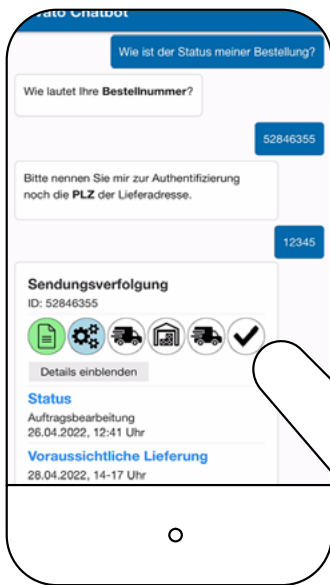 Chatbot
Wie ist der Status meiner Bestellung?
Wie lautet Ihre Bestellnummer?
52846355
Bitte nennen Sie mir zur Authentifizierung
noch die PLZ der Lieferadresse.
12345
Sendungsverfolgung
ID: 52846355
Details einblenden
Status
Auftragsbearbeitung
26.04.2022, 12:41 Uhr
Voraussichtliche Lieferung
28.04.2022, 14-17 Uhr